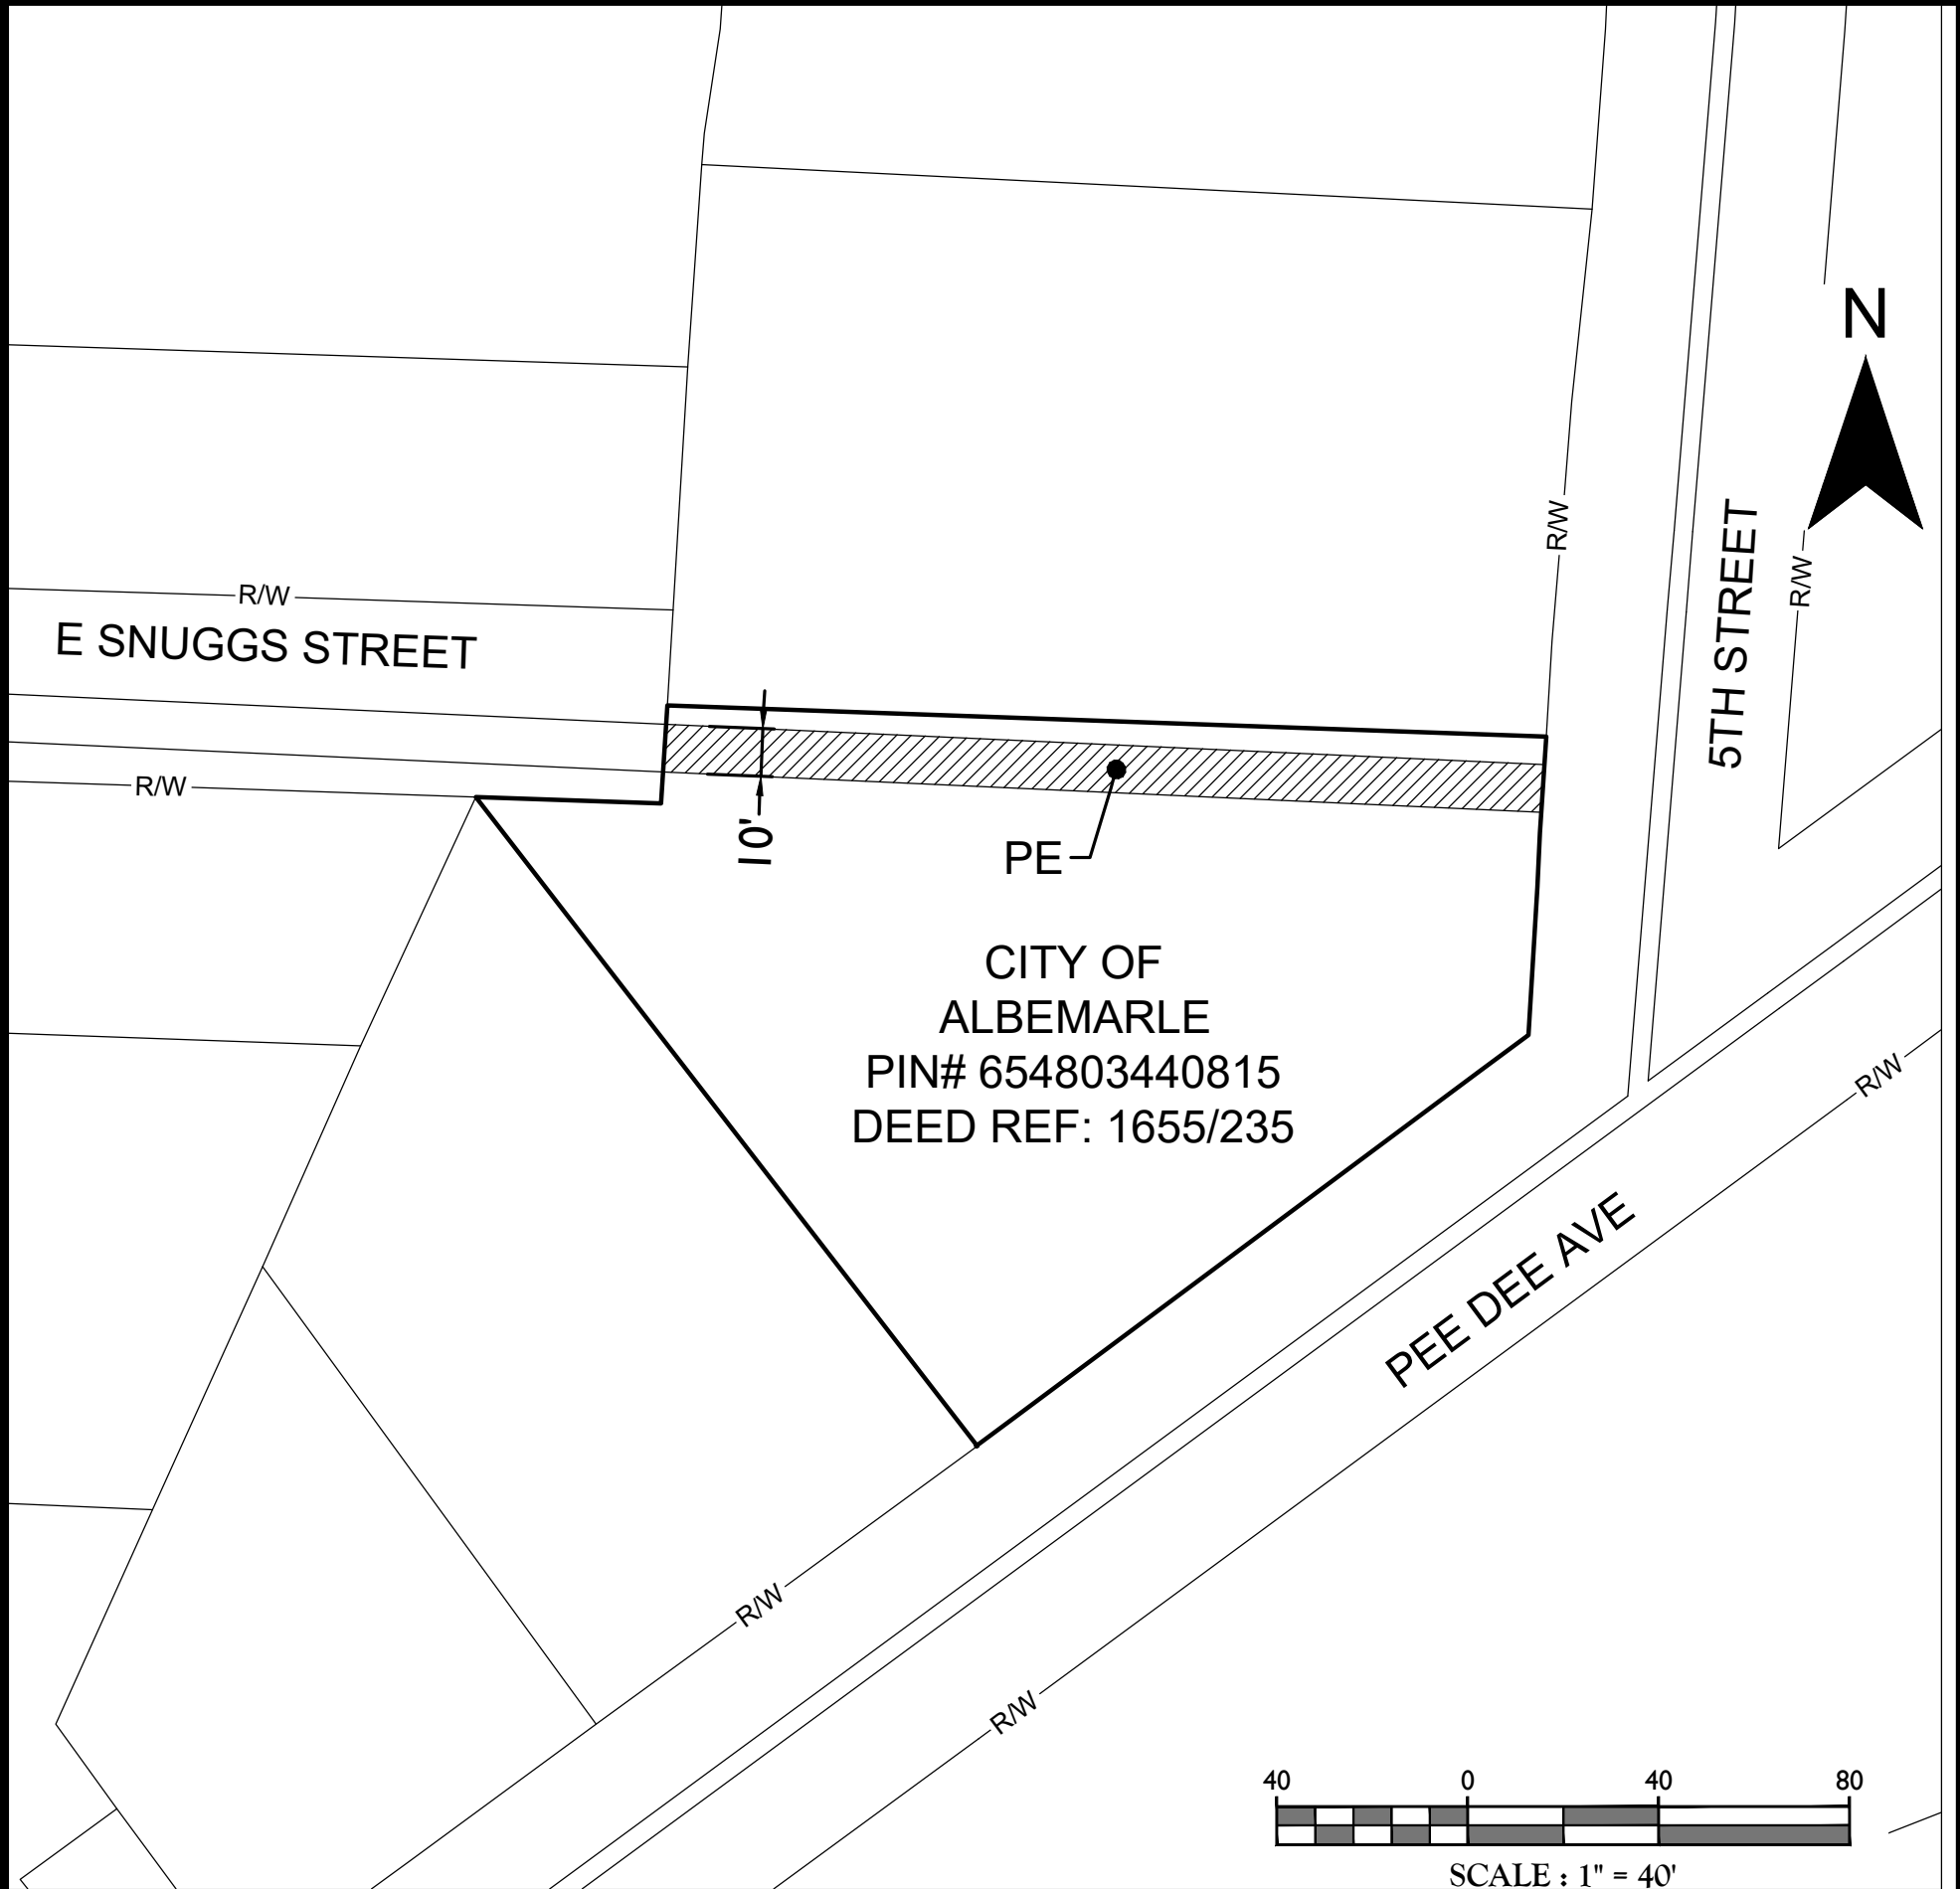 N
R/W
R/W
5TH STREET
R/W
E SNUGGS STREET
R/W
10'
PE
CITY OF
ALBEMARLE
PIN# 654803440815
DEED REF: 1655/235
R/W
PEE DEE AVE
R/W
R/W
40 0 40 80
SCALE : 1" = 40'